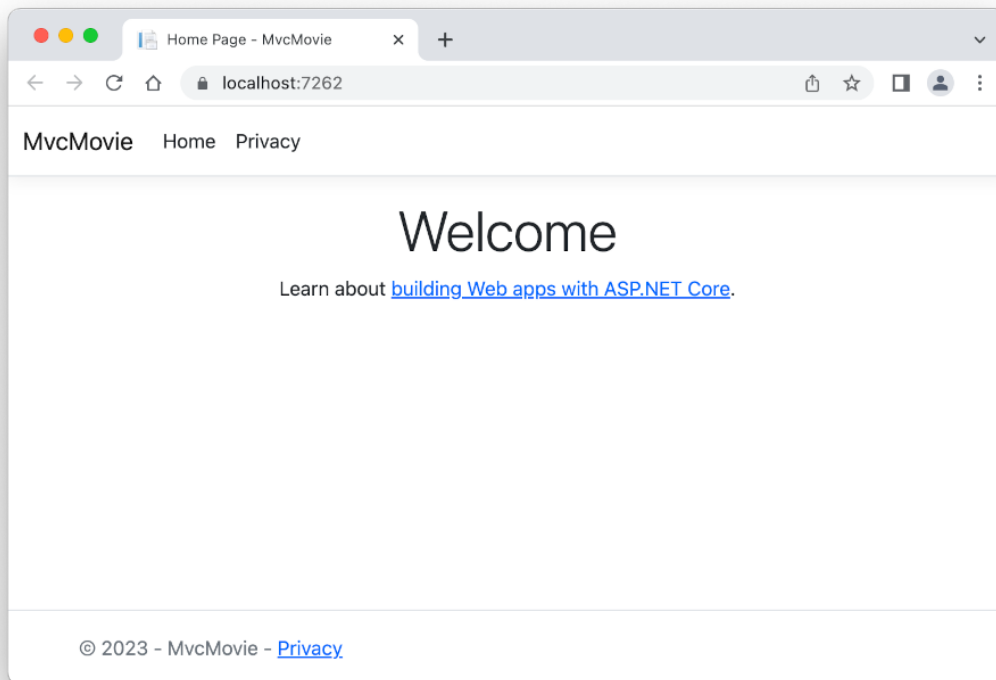 Home Page - MvcMovie
localhost:7262
MvcMovie Home Privacy
Welcome
Learn about building Web apps with ASP.NET Core.
© 2023 - MvcMovie - Privacy